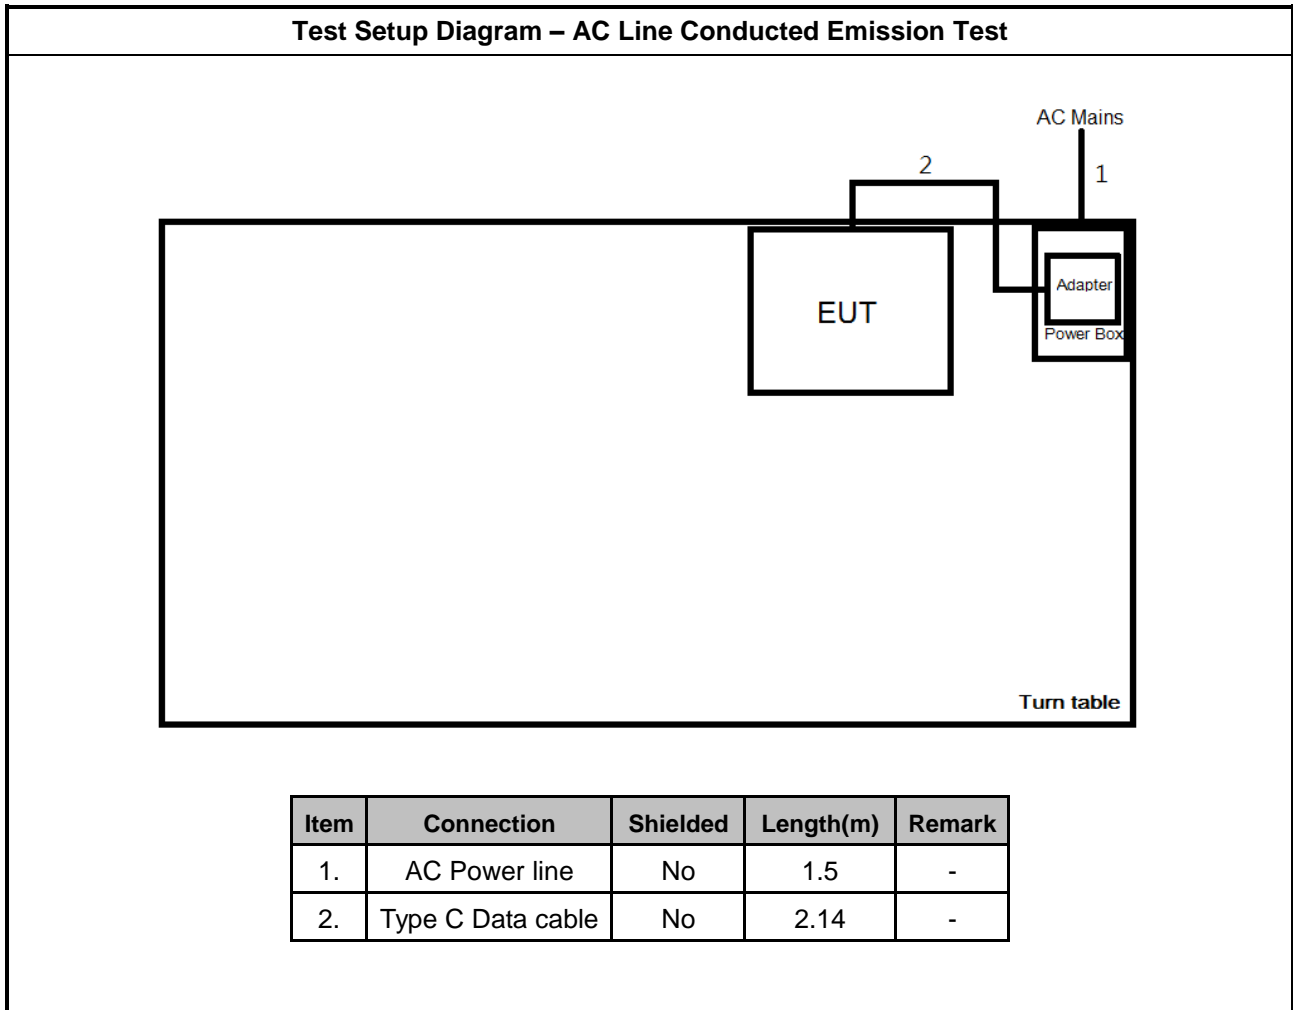 Test Setup Diagram – AC Line Conducted Emission Test
AC Mains
2
1
EUT
Adapter
Power Box
Turn table
Item Connection Shielded Length(m) Remark
1. AC Power line No 1.5 -
2. Type C Data cable No 2.14 -